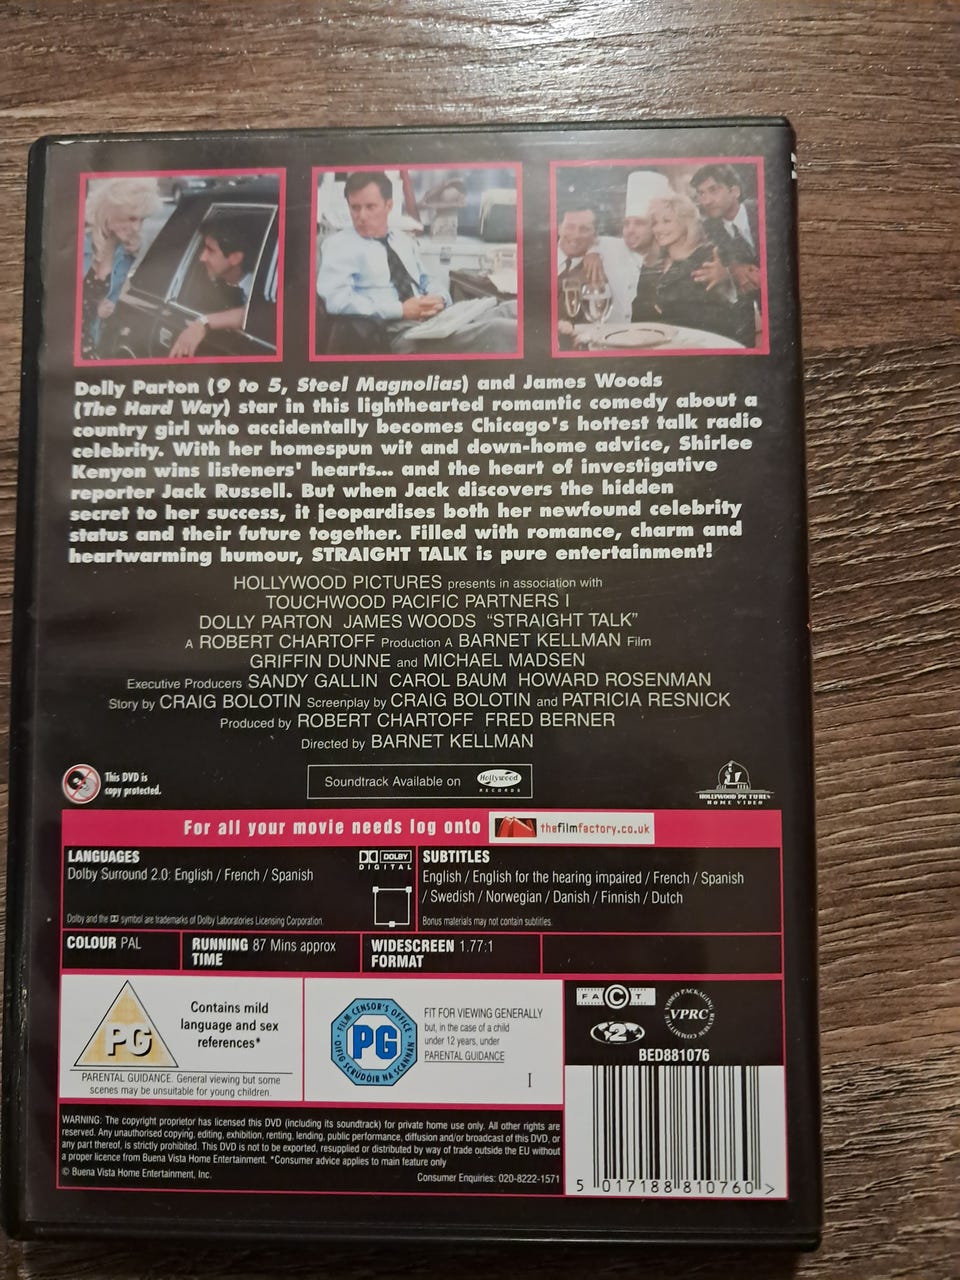 Dolly Parton (9 to 5, Steel Magnolias) and James Woods
(The Hard Way) star in this lighthearted romantic comedy about a
country girl who accidentally becomes Chicago's hottest talk radio
celebrity. With her homespun wit and down-home advice, Shirlee
Kenyon wins listeners' hearts... and the heart of investigative
reporter Jack Russell. But when Jack discovers the hidden
secret to her success, it jeopardises both her newfound celebrity
status and their future together. Filled with romance, charm and
heartwarming humour, STRAIGHT TALK is pure entertainment!
HOLLYWOOD PICTURES presents in association with
TOUCHWOOD PACIFIC PARTNERS I
DOLLY PARTON JAMES WOODS "STRAIGHT TALK"
A ROBERT CHARTOFF Production A BARNET KELLMAN Film
GRIFFIN DUNNE and MICHAEL MADSEN
Executive Producers SANDY GALLIN CAROL BAUM HOWARD ROSENMAN
Story by CRAIG BOLOTIN Screenplay by CRAIG BOLOTIN and PATRICIA RESNICK
Produced by ROBERT CHARTOFF FRED BERNER
Directed by BARNET KELLMAN
This DVD is
copy protected.
Soundtrack Available on Hollywood
RECORDS
HOLLYWOOD PICTURES
HOME VIDEO
For all your movie needs log onto thefilmfactory.co.uk
LANGUAGES
Dolby Surround 2.0: English / French / Spanish
DOLBY
DIGITAL
Dolby and the symbol are trademarks of Dolby Laboratories Licensing Corporation.
SUBTITLES
English / English for the hearing impaired / French / Spanish
/ Swedish / Norwegian / Danish / Finnish / Dutch
Bonus materials may not contain subtitles.
COLOUR PAL
RUNNING 87 Mins approx
TIME
WIDESCREEN 1.77:1
FORMAT
PG
Contains mild
language and sex
references*
PARENTAL GUIDANCE. General viewing but some
scenes may be unsuitable for young children.
FILM CENSOR'S OFFICE
PG
OIFIG SCRÚDÓIR NA SCANNÁN
FIT FOR VIEWING GENERALLY
but, in the case of a child
under 12 years, under
PARENTAL GUIDANCE
I
FACT
2
VIDEO PACKAGING
VPRC
REVIEW COMMITTEE
BED881076
WARNING: The copyright proprietor has licensed this DVD (including its soundtrack) for private home use only. All other rights are
reserved. Any unauthorised copying, editing, exhibition, renting, lending, public performance, diffusion and/or broadcast of this DVD, or
any part thereof, is strictly prohibited. This DVD is not to be exported, resupplied or distributed by way of trade outside the EU without
a proper licence from Buena Vista Home Entertainment. *Consumer advice applies to main feature only
© Buena Vista Home Entertainment, Inc.
Consumer Enquiries: 020-8222-1571
5 017188 810760 >